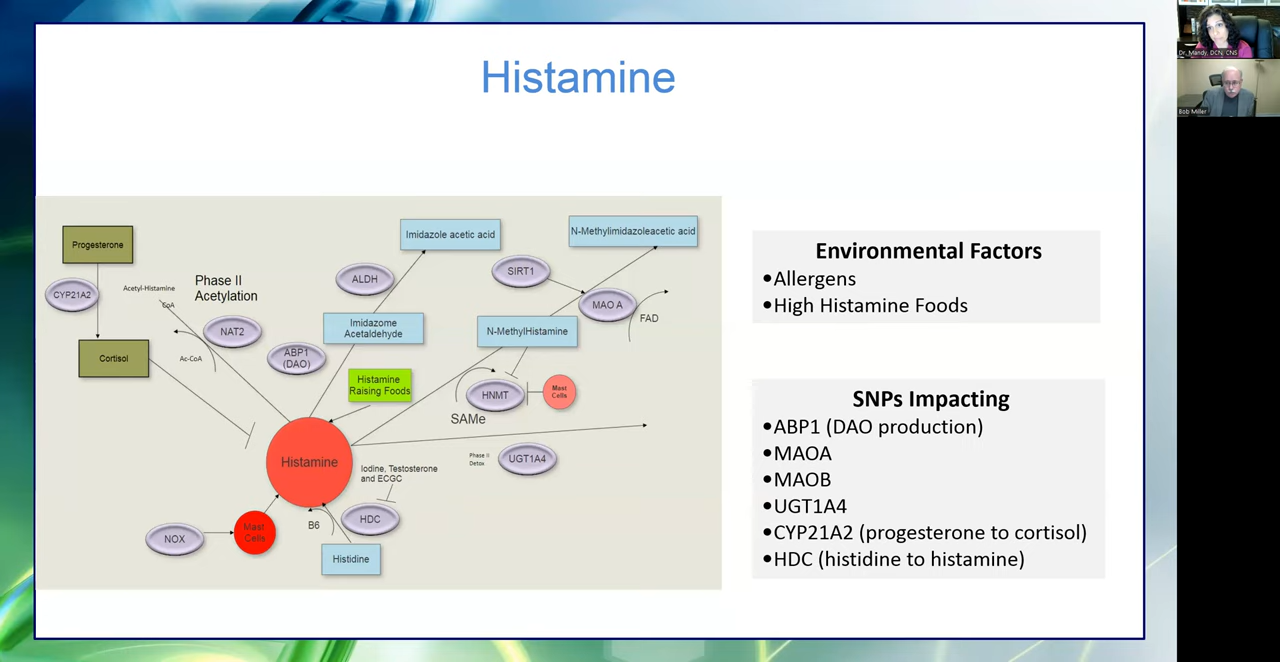 Histamine
Progesterone
CYP21A2
Cortisol
Acetyl-Histamine
CoA
Ac-CoA
Phase II
Acetylation
NAT2
ABP1
(DAO)
ALDH
Imidazole acetic acid
Imidazome
Acetaldehyde
Histamine
Raising Foods
SIRT1
N-Methylimidazoleacetic acid
MAO A
FAD
N-MethylHistamine
HNMT
SAMe
Mast
Cells
Phase II
Detox
UGT1A4
Histamine
Iodine, Testosterone
and ECGC
HDC
B6
Histidine
NOX
Mast
Cells
Environmental Factors
•Allergens
•High Histamine Foods
SNPs Impacting
•ABP1 (DAO production)
•MAOA
•MAOB
•UGT1A4
•CYP21A2 (progesterone to cortisol)
•HDC (histidine to histamine)
Dr. Mandy, DCN, CNS
Bob Miller